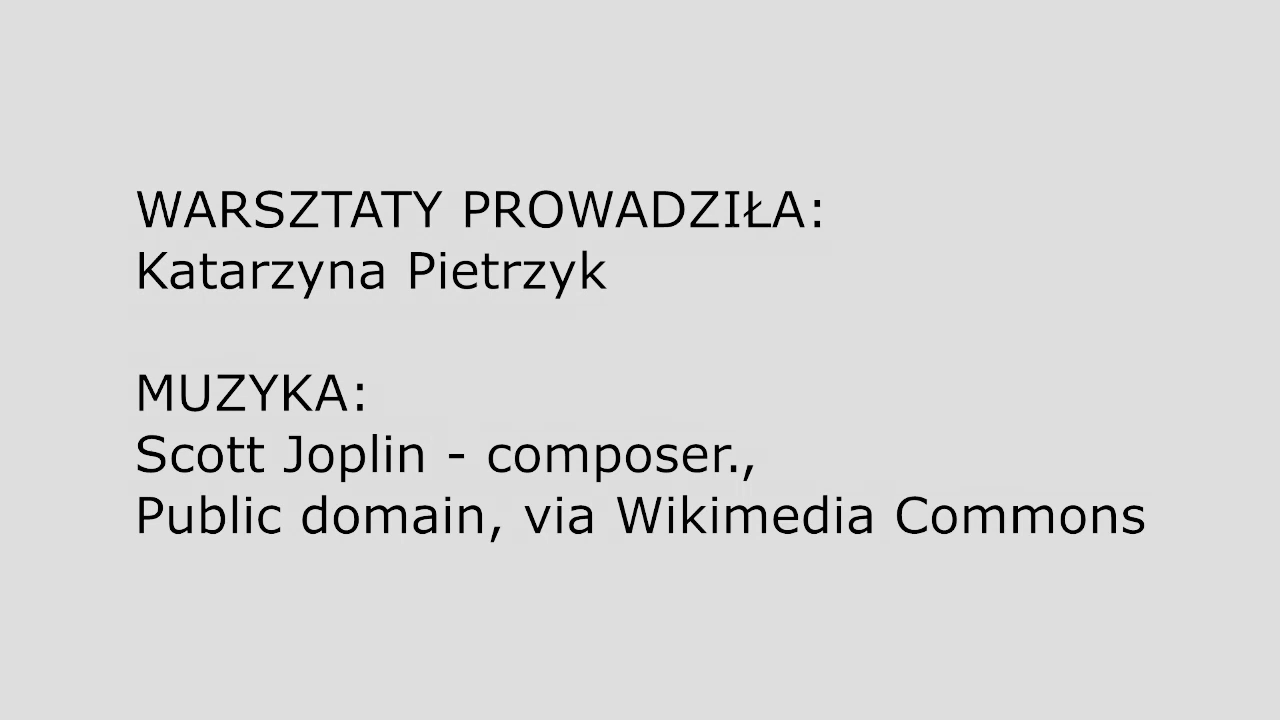 WARSZTATY PROWADZIŁA:
Katarzyna Pietrzyk
MUZYKA:
Scott Joplin - composer.,
Public domain, via Wikimedia Commons